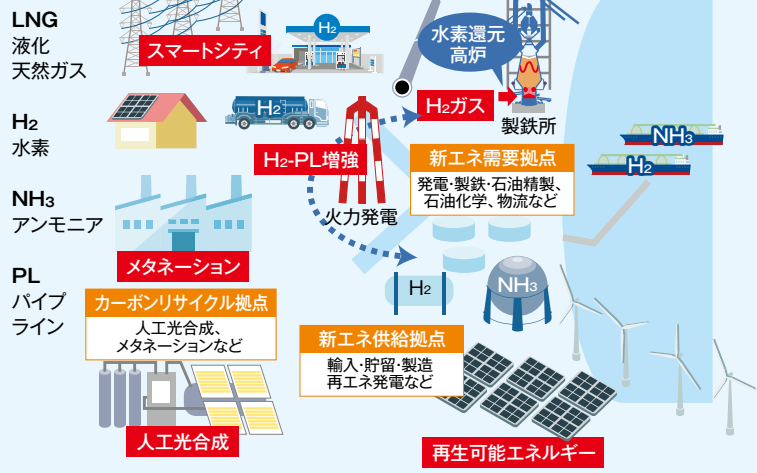 LNG
液化
天然ガス
H2
水素
NH3
アンモニア
PL
パイプ
ライン
スマートシティ
H2
水素還元
高炉
H2ガス
製鉄所
H2
H2-PL増強
火力発電
新エネ需要拠点
発電・製鉄・石油精製、
石油化学、物流など
NH3
H2
メタネーション
カーボンリサイクル拠点
人工光合成、
メタネーションなど
H2
NH3
新エネ供給拠点
輸入・貯留・製造
再エネ発電など
人工光合成
再生可能エネルギー